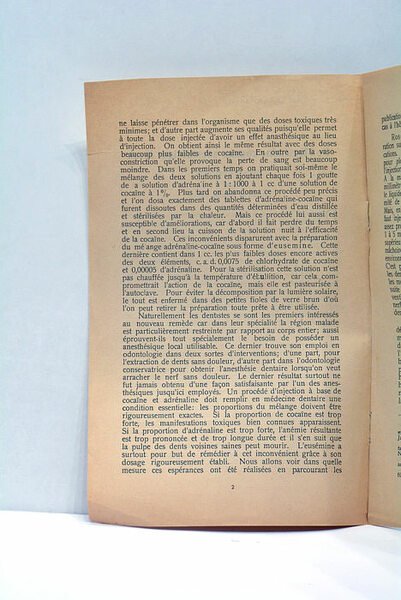 ne laisse pénétrer dans l'organisme que des doses toxiques très
minimes; et d'autre part augmente ses qualités puisqu'elle permet
à toute la dose injectée d'avoir un effet anasthésique au lieu
d'injection. On obtient ainsi le même résultat avec des doses
beaucoup plus faibles de cocaïne. En outre par la vaso-
constriction qu'elle provoque la perte de sang est beaucoup
moindre. Dans les premiers temps on pratiquait soi-même le
mélange des deux solutions en ajoutant chaque fois 1 goutte
de a solution d'adréna ine à 1 : 1000 à 1 cc d'une solution de
cocaïne à 1 %. Plus tard on abandonna ce procédé peu précis
et l'on dosa exactement des tablettes d'adrénaline-cocaïne qui
furent dissoutes dans des quantités déterminées d'eau distillée
et stérilisées par la chaleur. Mais ce procédé lui aussi est
susceptible d'améliorations, car d'abord il fait perdre du temps
et en second lieu la cuisson de la solution nuit à l'efficacité
de la cocaïne. Ces inconvénients disparurent avec la préparation
du mé ange adrénaline-cocaïne sous forme d'eusemine. Cette
dernière contient dans 1 cc. les plus faibles doses encore actives
des deux éléments, c. a. d. 0,0075 de chlorhydrate de cocaïne
et 0,00005 d'adrénaline. Pour la stérilisation cette solution n'est
pas chauffée jusqu'à la température d'ébullition, car cela com-
promettrait l'action de la cocaïne, mais elle est pasteurisée à
l'autoclave. Pour éviter la décomposition par la lumière solaire,
le tout est enfermé dans des petites fioles de verre brun d'où
l'on peut retirer la préparation toute prête à être utilisée.
Naturellement les dentistes se sont les premiers intéressés
au nouveau remède car dans leur spécialité la région malade
est particulièrement restreinte par rapport au corps entier; aussi
éprouvent-ils tout spécialement le besoin de posséder un
anesthésique local utilisable. Ce dernier trouve son emploi en
odontologie dans deux sortes d'interventions; d'une part, pour
l'extraction de dents sans douleur, d'autre part dans l'odontologie
conservatrice pour obtenir l'anesthésie dentaire lorsqu'on veut
arracher le nerf sans douleur. Le dernier résultat surtout ne
fut jamais obtenu d'une façon satisfaisante par l'un des anes-
thésiques jusqu'ici employés. Un procédé d'injection à base de
cocaïne et adrénaline doit remplir en médecine dentaire une
condition essentielle: les proportions du mélange doivent être
rigoureusement exactes. Si la proportion de cocaïne est trop
forte, les manifestations toxiques bien connues apparaissent.
Si la proportion d'adrénaline est trop forte, l'anémie résultante
est trop prononcée et de trop longue durée et il s'en suit que
la pulpe des dents voisines saines peut mourir. L'eusémine a
surtout pour but de remédier à cet inconvénient grâce à son
dosage rigoureusement établi. Nous allons voir dans quelle
mesure ces espérances ont été réalisées en parcourant les
2